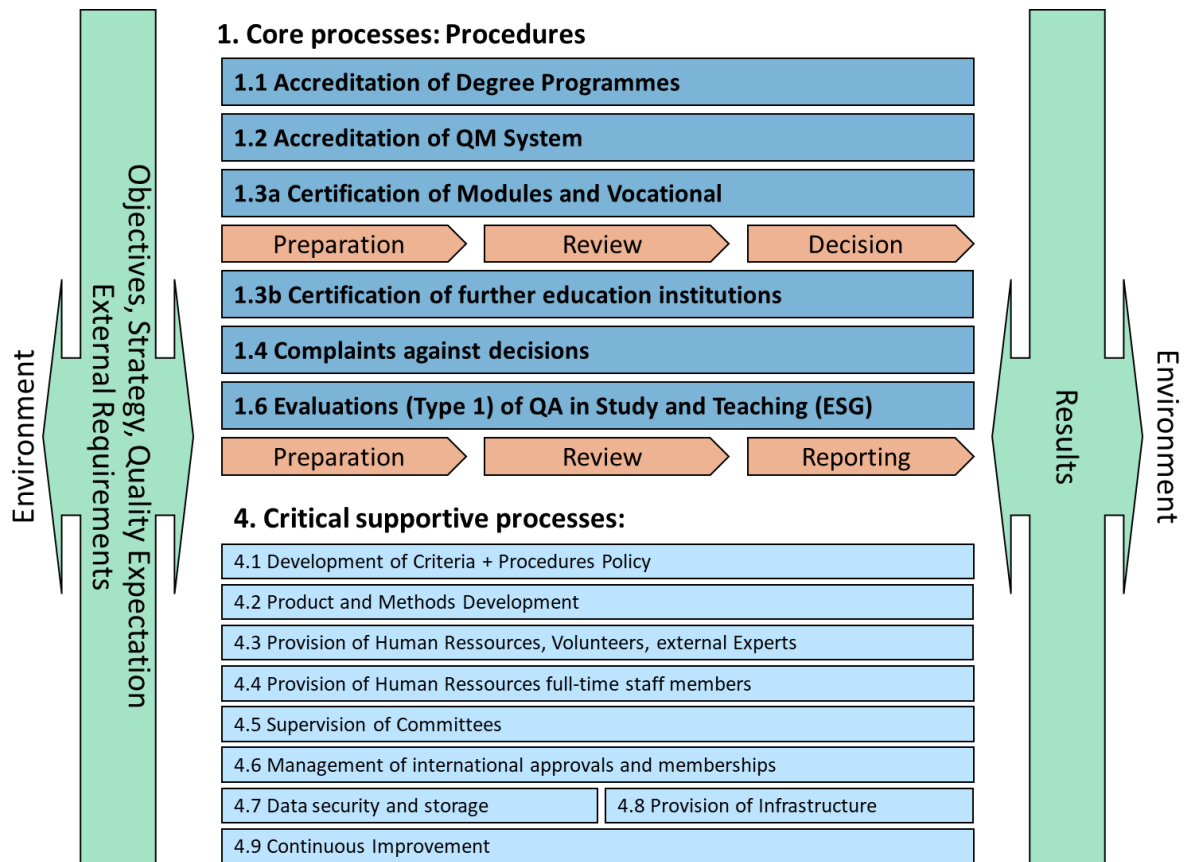 1. Core processes: Procedures
1.1 Accreditation of Degree Programmes
1.2 Accreditation of QM System
1.3a Certification of Modules and Vocational
Preparation
Review
Decision
1.3b Certification of further education institutions
1.4 Complaints against decisions
1.6 Evaluations (Type 1) of QA in Study and Teaching (ESG)
Preparation
Review
Reporting
4. Critical supportive processes:
4.1 Development of Criteria + Procedures Policy
4.2 Product and Methods Development
4.3 Provision of Human Ressources, Volunteers, external Experts
4.4 Provision of Human Ressources full-time staff members
4.5 Supervision of Committees
4.6 Management of international approvals and memberships
4.7 Data security and storage
4.8 Provision of Infrastructure
4.9 Continuous Improvement
Environment
Objectives, Strategy, Quality Expectation
External Requirements
Results
Environment